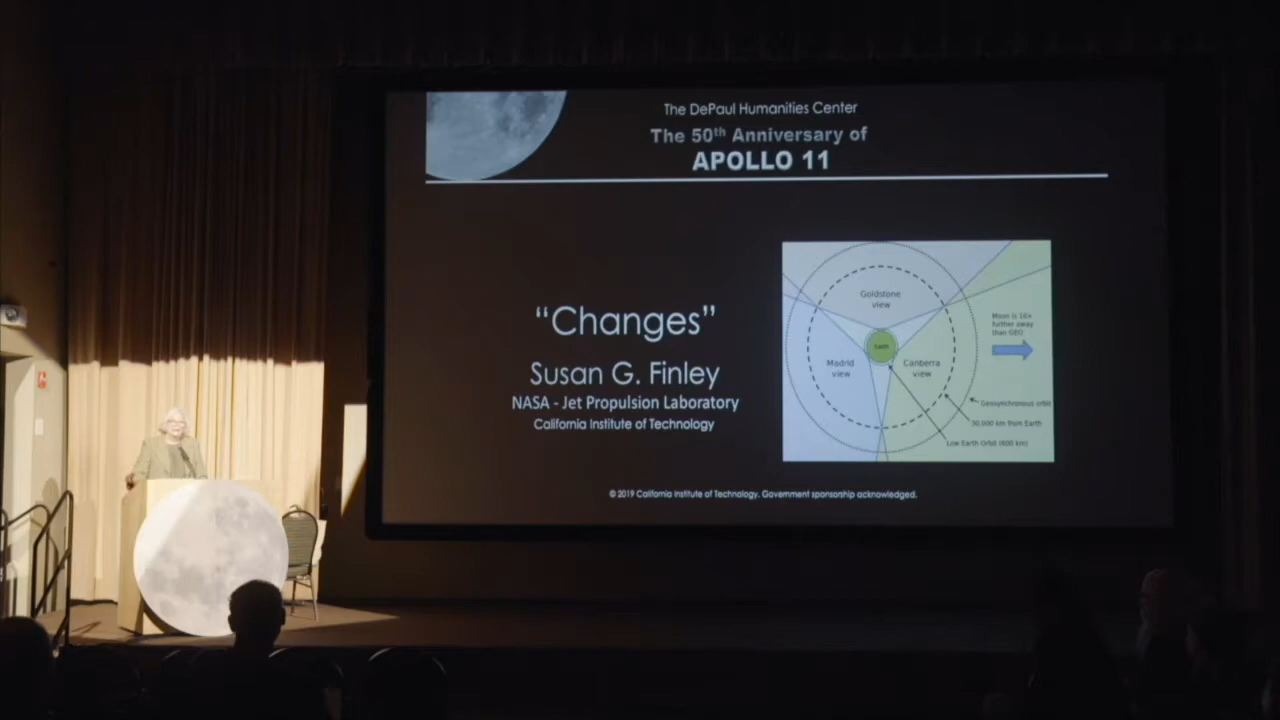 The DePaul Humanities Center
The 50th Anniversary of
APOLLO 11
“Changes”
Susan G. Finley
NASA - Jet Propulsion Laboratory
California Institute of Technology
Goldstone
view
Madrid
view
Earth
Canberra
view
Moon is 10×
further away
than GEO
Geosynchronous orbit
30,000 km from Earth
Low Earth Orbit (600 km)
© 2019 California Institute of Technology. Government sponsorship acknowledged.